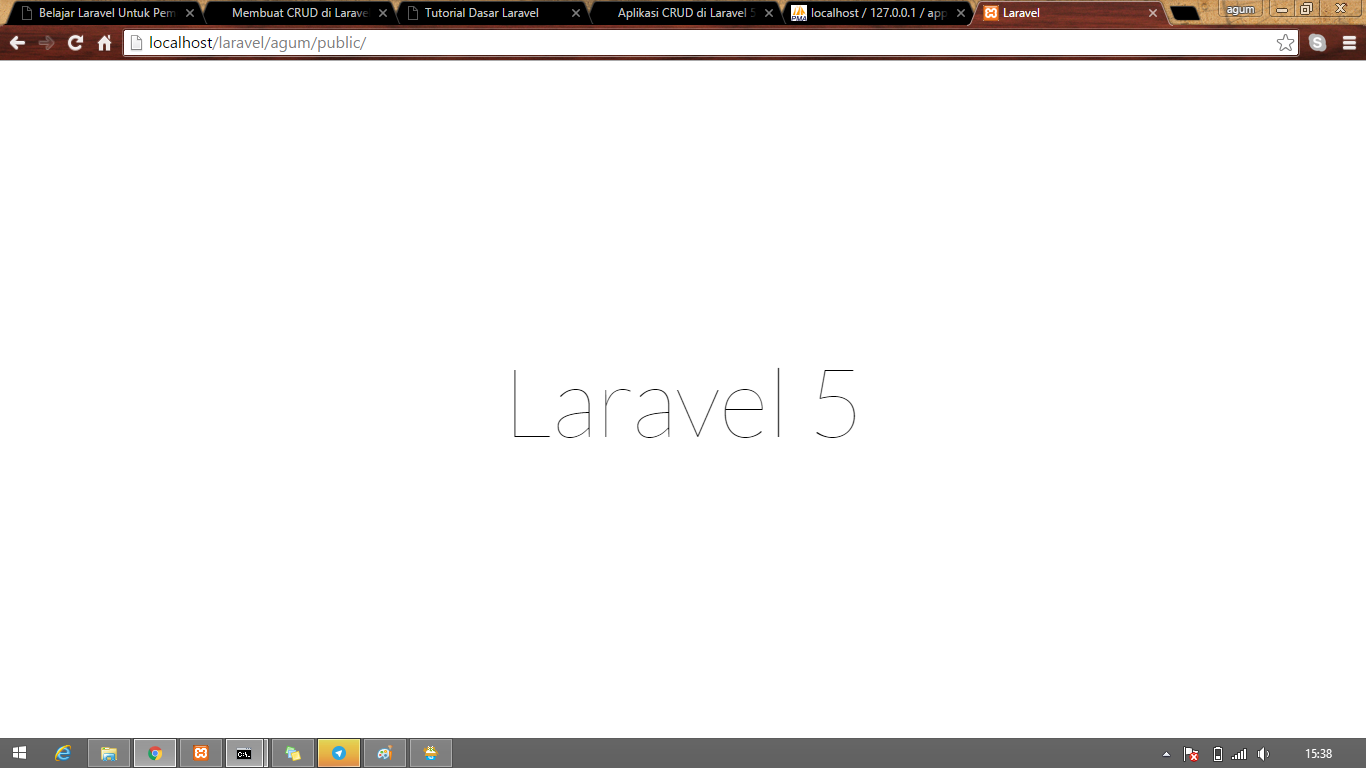 Belajar Laravel Untuk Pem
Membuat CRUD di Larave
Tutorial Dasar Laravel
Aplikasi CRUD di Laravel 5
PMA
localhost / 127.0.0.1 / app
Laravel
agum
localhost/laravel/agum/public/
Laravel 5
C:\.
15:38